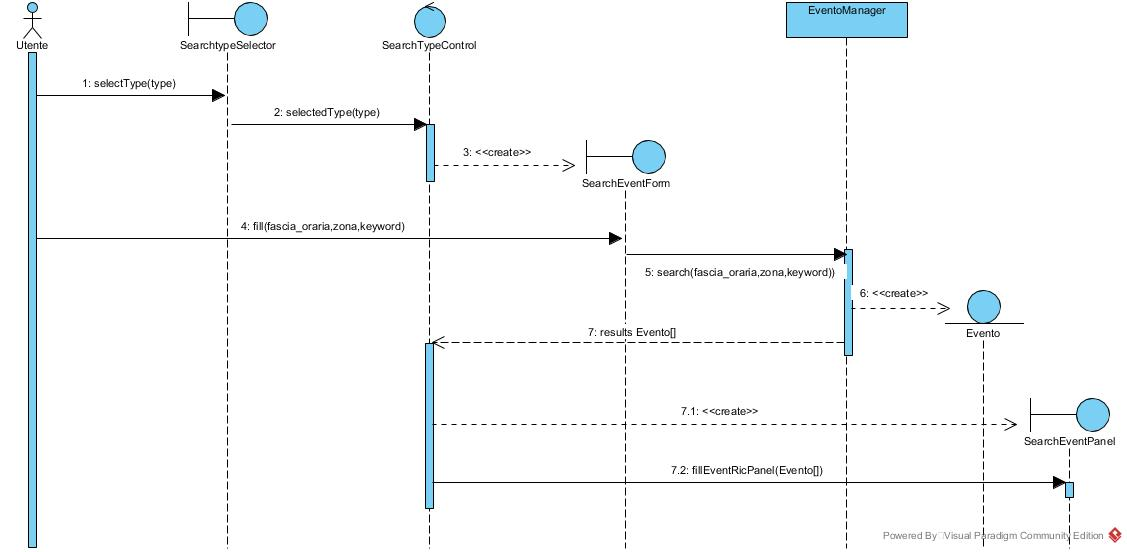 EventoManager
Utente
SearchtypeSelector
SearchTypeControl
1: selectType(type)
2: selectedType(type)
3: <<create>>
SearchEventForm
4: fill(fascia_oraria,zona,keyword)
5: search(fascia_oraria,zona,keyword))
6: <<create>>
Evento
7: results Evento[]
7.1: <<create>>
SearchEventPanel
7.2: fillEventRicPanel(Evento[])
Powered By Visual Paradigm Community Edition